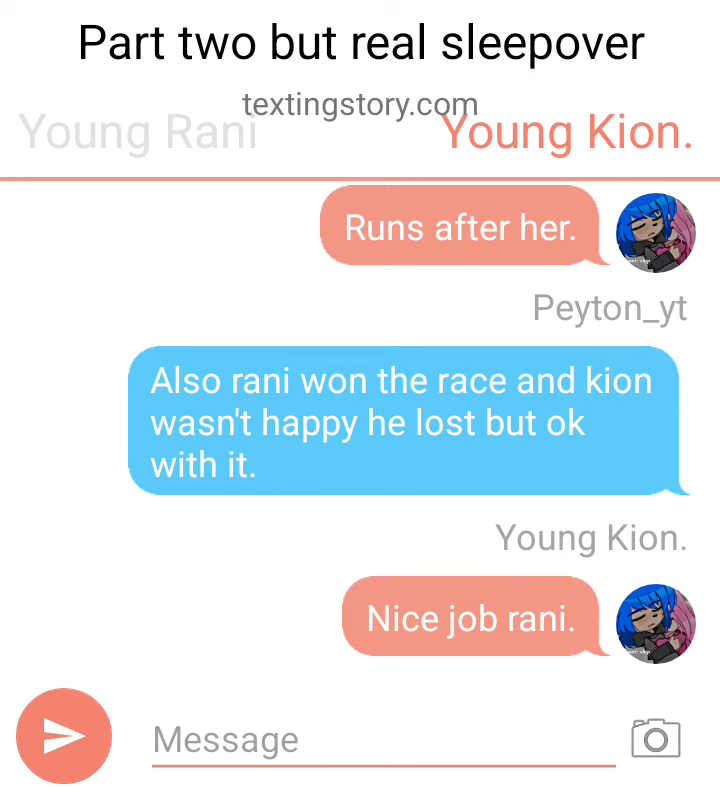 Part two but real sleepover
textingstory.com
Young Rani
Young Kion.
Runs after her.
Peyton_yt
Also rani won the race and kion
wasn't happy he lost but ok
with it.
Young Kion.
Nice job rani.
Message